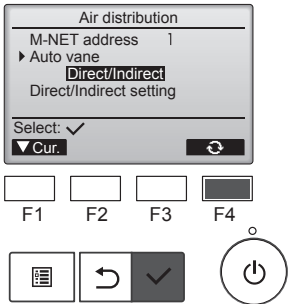 Air distribution
M-NET address 1
Auto vane
Direct/Indirect
Direct/Indirect setting
Select:
Cur.
F1 F2 F3 F4